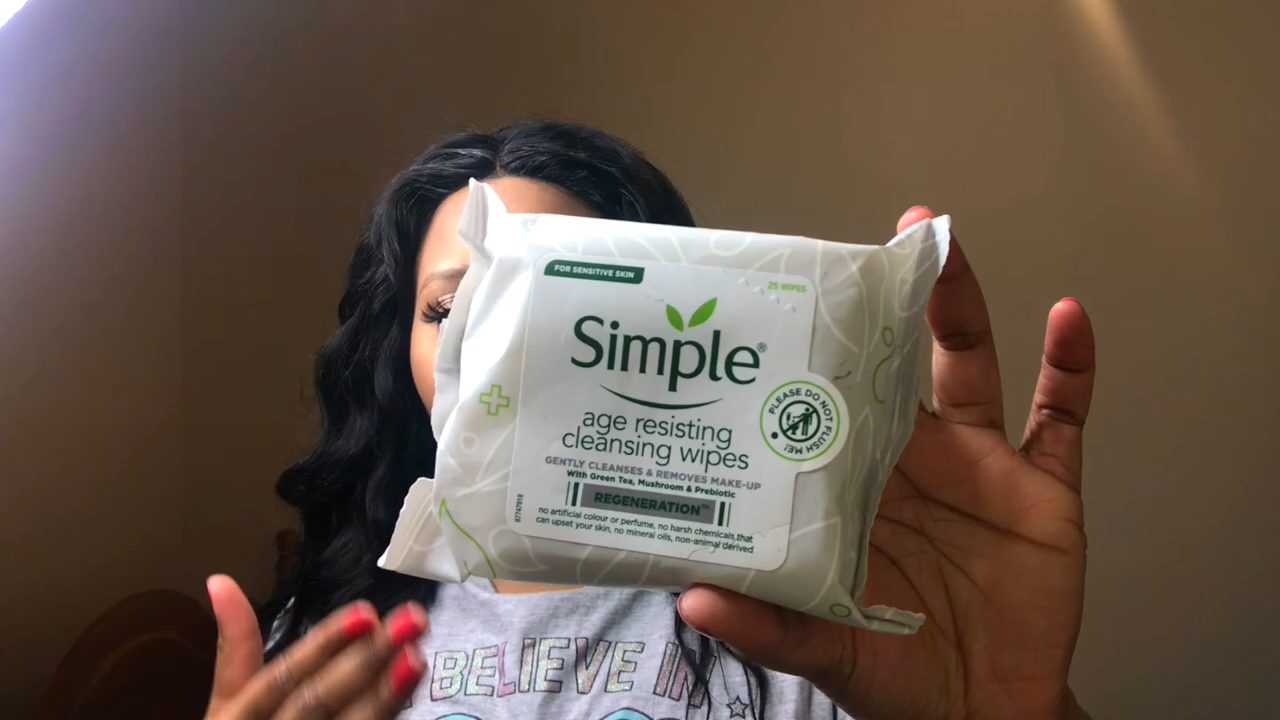 FOR SENSITIVE SKIN
25 WIPES
Simple®
age resisting
cleansing wipes
PLEASE DO NOT FLUSH ME!
GENTLY CLEANSES & REMOVES MAKE-UP
With Green Tea, Mushroom & Prebiotic
REGENERATION™
no artificial colour or perfume, no harsh chemicals that
can upset your skin, no mineral oils, non-animal derived
BELIEVE IN